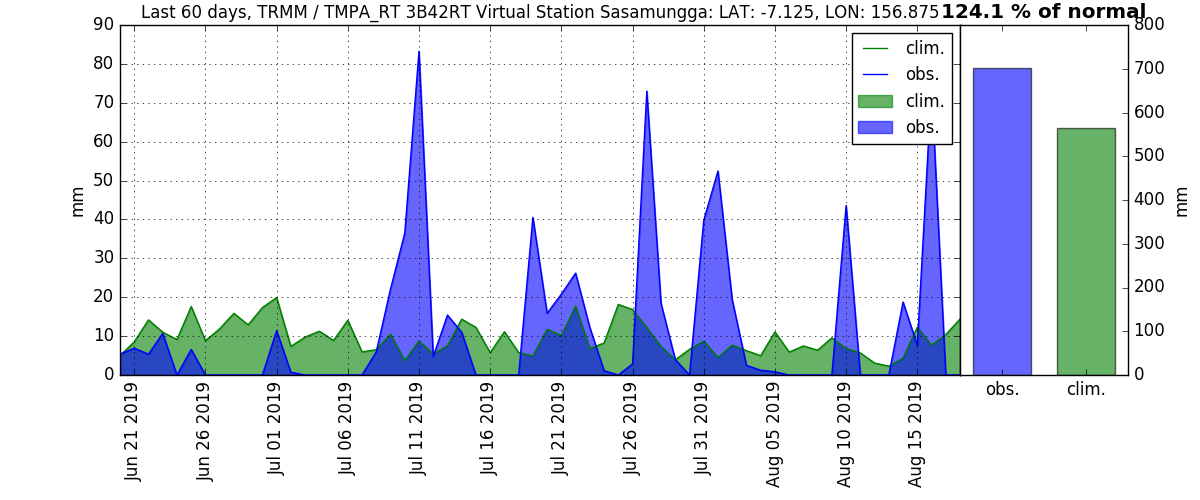 Last 60 days, TRMM / TMPA_RT 3B42RT Virtual Station Sasamungga: LAT: -7.125, LON: 156.875
124.1 % of normal
90
80
70
60
50
40
30
20
10
0
mm
clim.
obs.
clim.
obs.
Jun 21 2019
Jun 26 2019
Jul 01 2019
Jul 06 2019
Jul 11 2019
Jul 16 2019
Jul 21 2019
Jul 26 2019
Jul 31 2019
Aug 05 2019
Aug 10 2019
Aug 15 2019
800
700
600
500
400
300
200
100
0
mm
obs.
clim.